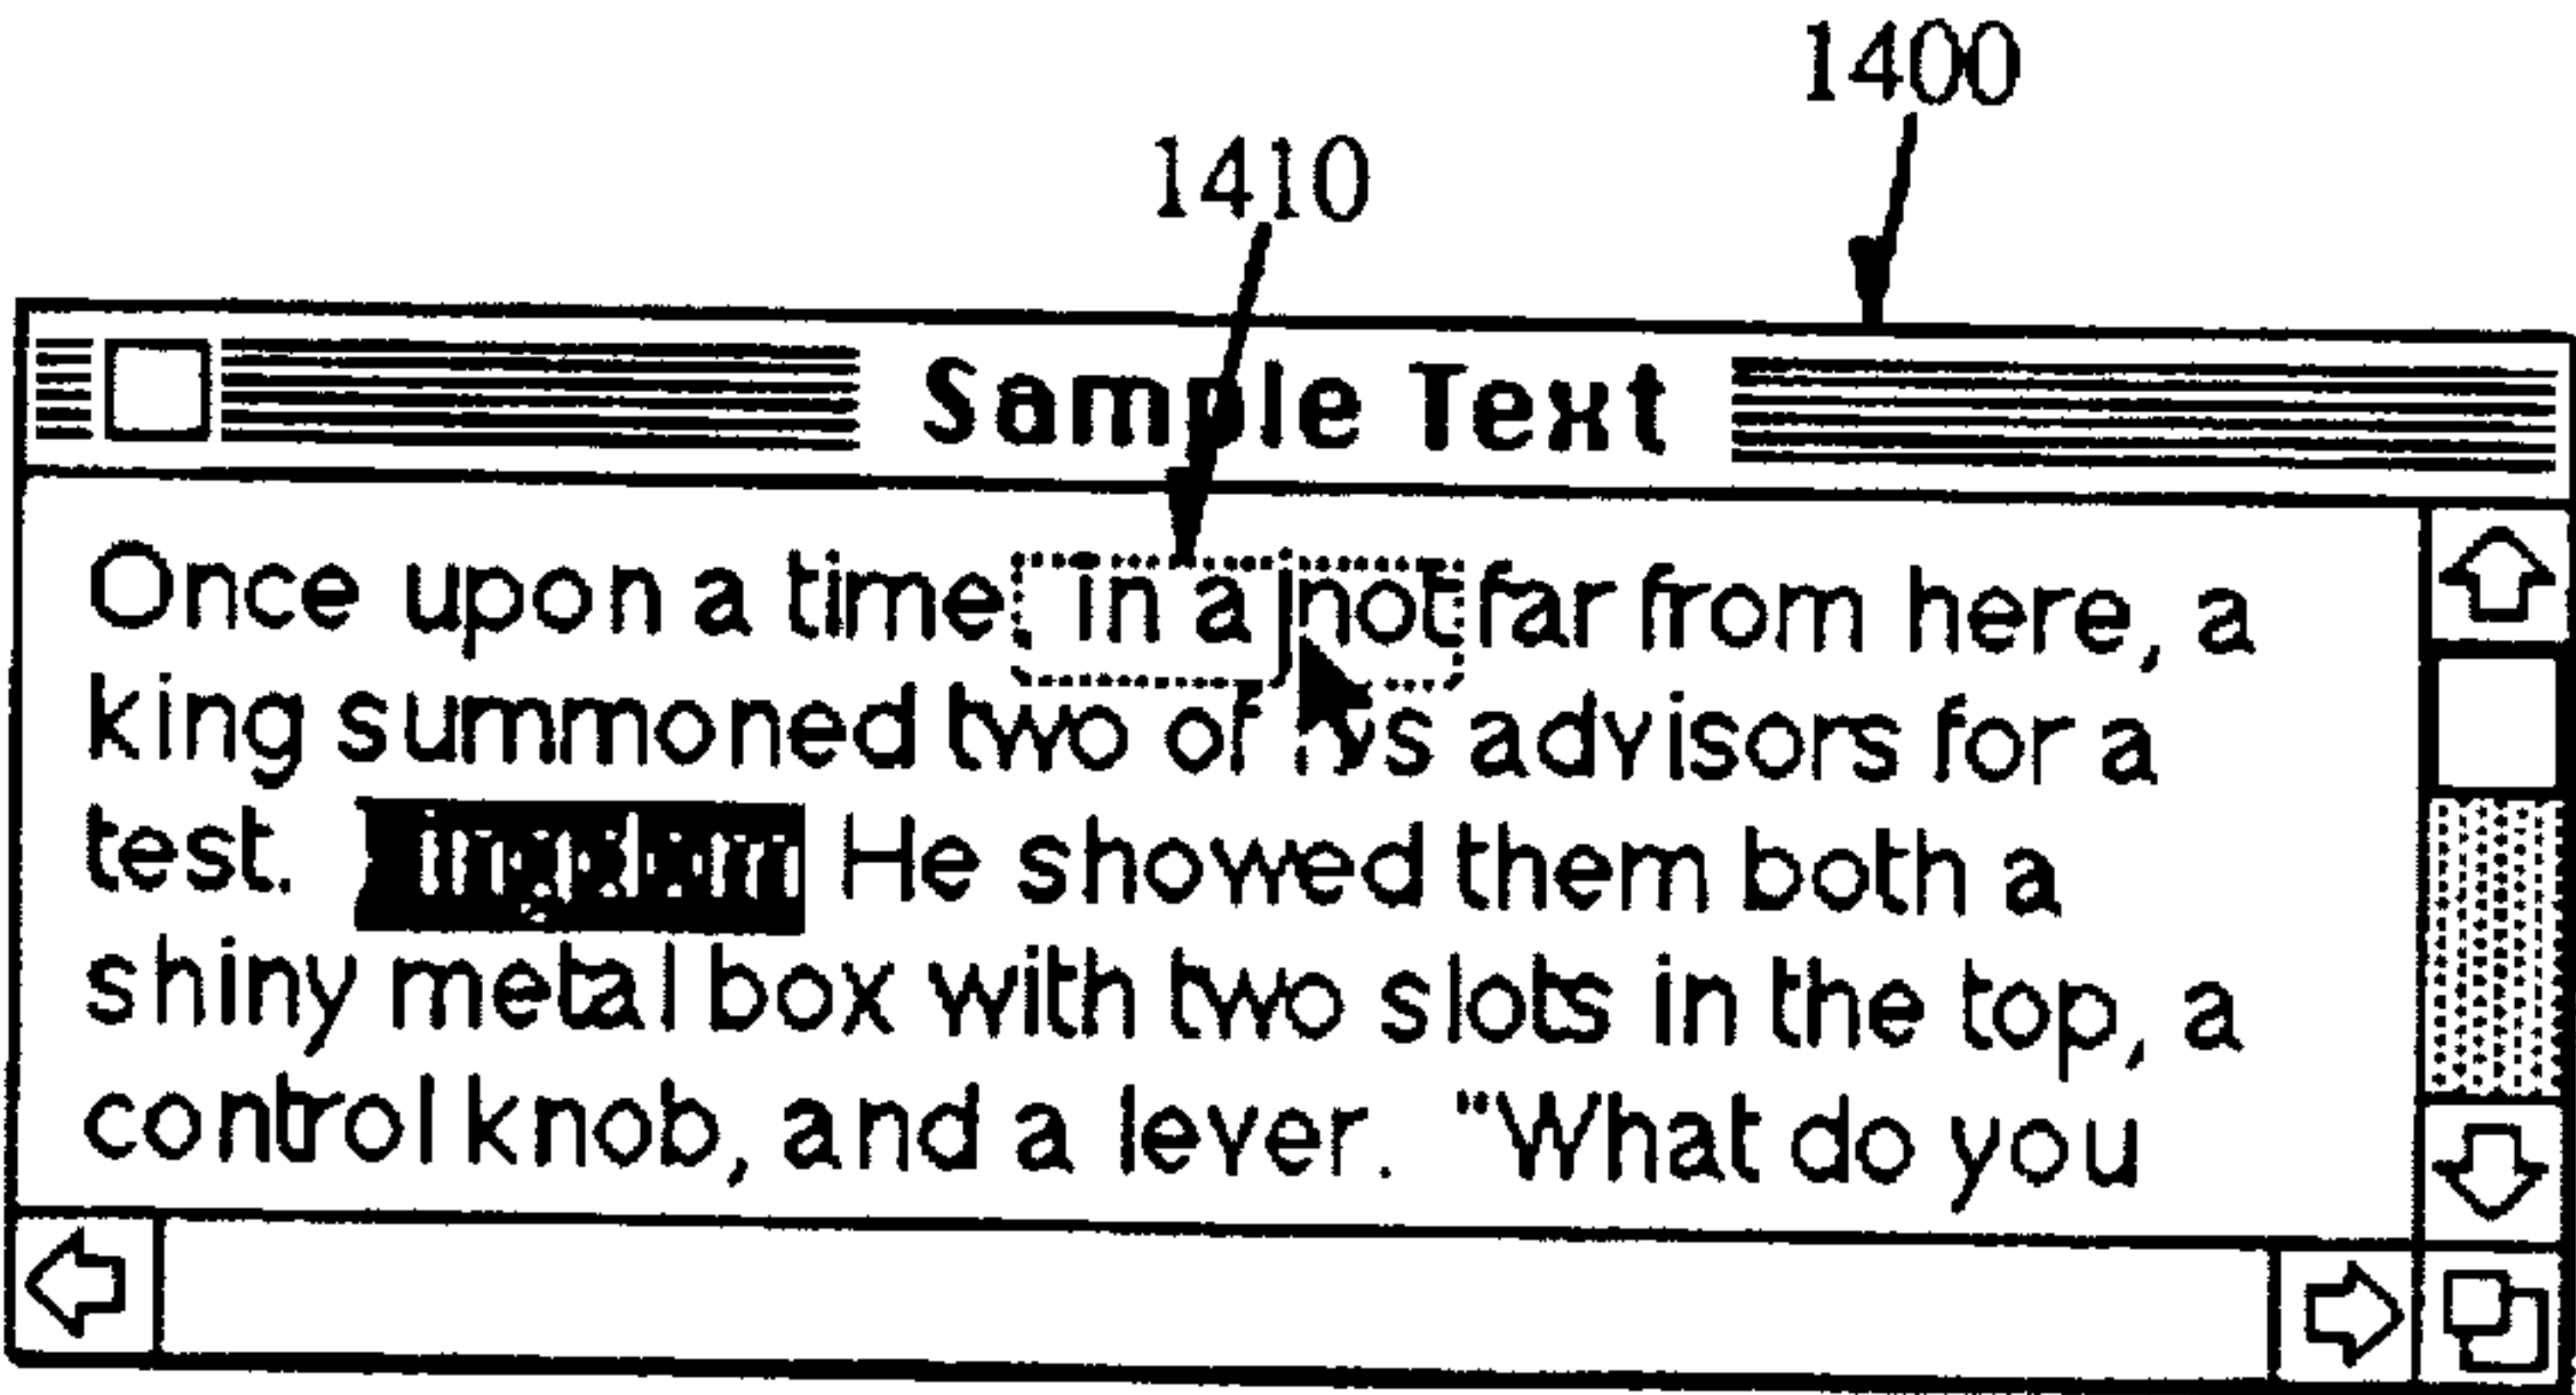 1400
1410
Sample Text
Once upon a time in a not far from here, a
king summoned two of his advisors for a
test. kingdom He showed them both a
shiny metal box with two slots in the top, a
control knob, and a lever. "What do you